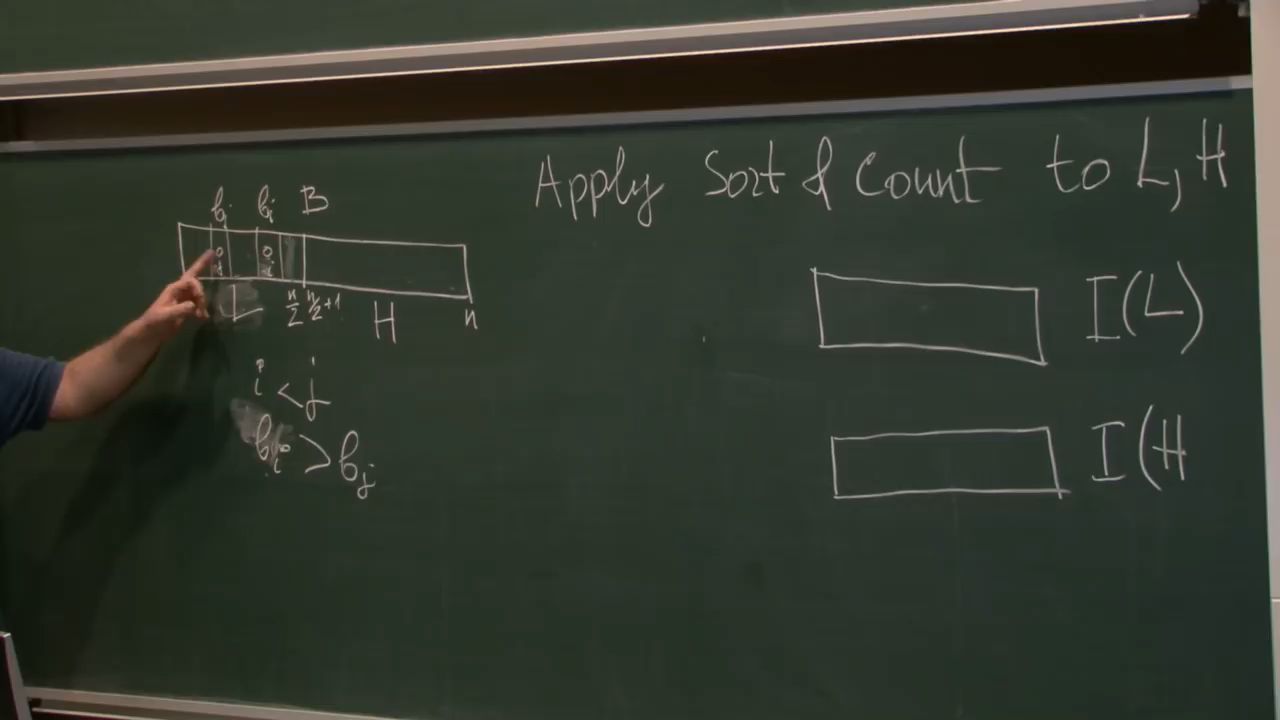 Apply Sort & Count to L, H
b_j b_i B
L n/2 n/2+1 H n
i < j
b_i > b_j
I(L)
I(H